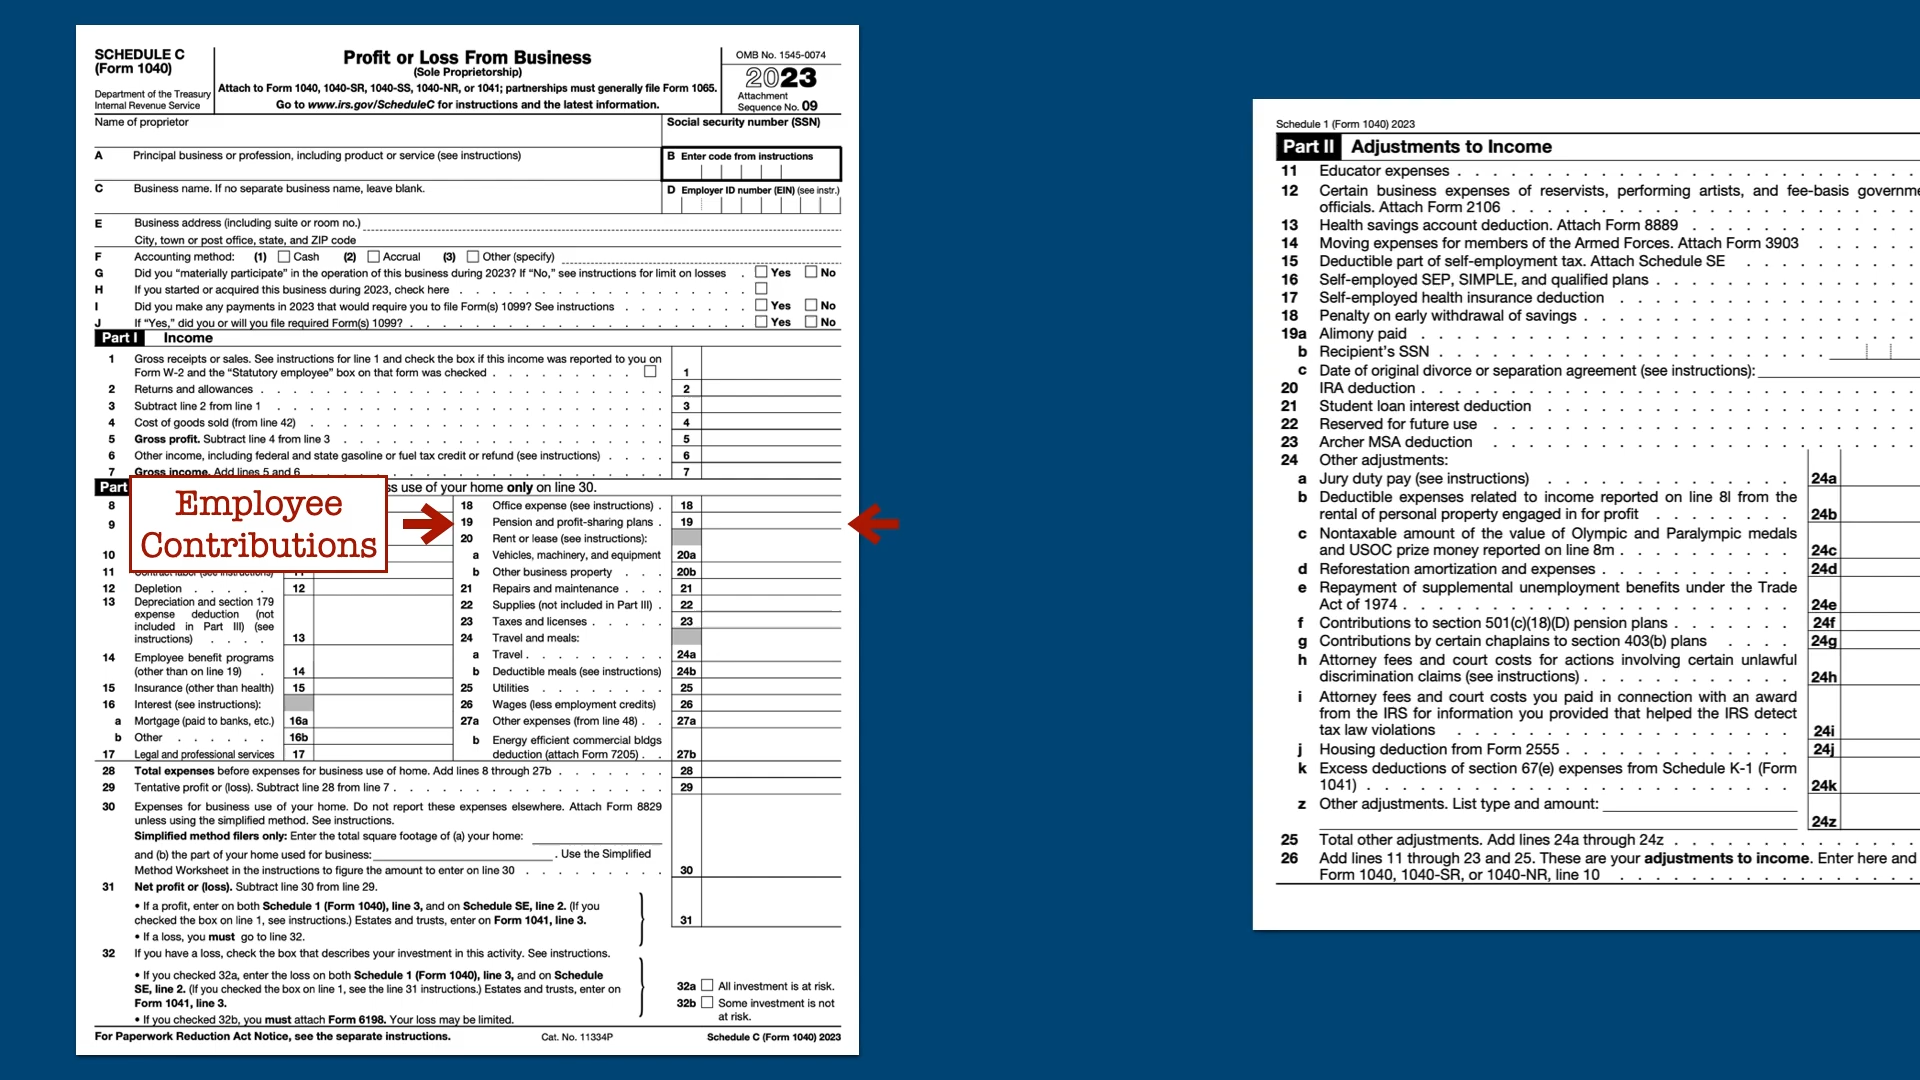 SCHEDULE C
(Form 1040)
Department of the Treasury
Internal Revenue Service
Profit or Loss From Business
(Sole Proprietorship)
Attach to Form 1040, 1040-SR, 1040-SS, 1040-NR, or 1041; partnerships must generally file Form 1065.
Go to www.irs.gov/ScheduleC for instructions and the latest information.
OMB No. 1545-0074
2023
Attachment
Sequence No. 09
Name of proprietor
Social security number (SSN)
A Principal business or profession, including product or service (see instructions)
B Enter code from instructions
C Business name. If no separate business name, leave blank.
D Employer ID number (EIN) (see instr.)
E Business address (including suite or room no.)
City, town or post office, state, and ZIP code
F Accounting method: (1) Cash (2) Accrual (3) Other (specify)
G Did you “materially participate” in the operation of this business during 2023? If “No,” see instructions for limit on losses . Yes No
H If you started or acquired this business during 2023, check here
I Did you make any payments in 2023 that would require you to file Form(s) 1099? See instructions Yes No
J If “Yes,” did you or will you file required Form(s) 1099? Yes No
Part I Income
1 Gross receipts or sales. See instructions for line 1 and check the box if this income was reported to you on
Form W-2 and the “Statutory employee” box on that form was checked 1
2 Returns and allowances 2
3 Subtract line 2 from line 1 3
4 Cost of goods sold (from line 42) 4
5 Gross profit. Subtract line 4 from line 3 5
6 Other income, including federal and state gasoline or fuel tax credit or refund (see instructions) 6
7 Gross income. Add lines 5 and 6 7
Part
use of your home only on line 30.
Employee
Contributions
8
9
10
11
12 Depletion 12
13 Depreciation and section 179
expense deduction (not
included in Part III) (see
instructions) 13
14 Employee benefit programs
(other than on line 19) . 14
15 Insurance (other than health) 15
16 Interest (see instructions):
a Mortgage (paid to banks, etc.) 16a
b Other 16b
17 Legal and professional services 17
18 Office expense (see instructions) . 18
19 Pension and profit-sharing plans . 19
20 Rent or lease (see instructions):
a Vehicles, machinery, and equipment 20a
b Other business property 20b
21 Repairs and maintenance 21
22 Supplies (not included in Part III) . 22
23 Taxes and licenses 23
24 Travel and meals:
a Travel 24a
b Deductible meals (see instructions) 24b
25 Utilities 25
26 Wages (less employment credits) 26
27a Other expenses (from line 48) 27a
b Energy efficient commercial bldgs
deduction (attach Form 7205) 27b
28 Total expenses before expenses for business use of home. Add lines 8 through 27b 28
29 Tentative profit or (loss). Subtract line 28 from line 7 29
30 Expenses for business use of your home. Do not report these expenses elsewhere. Attach Form 8829
unless using the simplified method. See instructions.
Simplified method filers only: Enter the total square footage of (a) your home:
and (b) the part of your home used for business: . Use the Simplified
Method Worksheet in the instructions to figure the amount to enter on line 30 30
31 Net profit or (loss). Subtract line 30 from line 29.
• If a profit, enter on both Schedule 1 (Form 1040), line 3, and on Schedule SE, line 2. (If you
checked the box on line 1, see instructions.) Estates and trusts, enter on Form 1041, line 3.
• If a loss, you must go to line 32.
31
32 If you have a loss, check the box that describes your investment in this activity. See instructions.
• If you checked 32a, enter the loss on both Schedule 1 (Form 1040), line 3, and on Schedule
SE, line 2. (If you checked the box on line 1, see the line 31 instructions.) Estates and trusts, enter on
Form 1041, line 3.
• If you checked 32b, you must attach Form 6198. Your loss may be limited.
32a All investment is at risk.
32b Some investment is not
at risk.
For Paperwork Reduction Act Notice, see the separate instructions.
Cat. No. 11334P
Schedule C (Form 1040) 2023
Schedule 1 (Form 1040) 2023
Part II Adjustments to Income
11 Educator expenses
12 Certain business expenses of reservists, performing artists, and fee-basis governme
officials. Attach Form 2106
13 Health savings account deduction. Attach Form 8889
14 Moving expenses for members of the Armed Forces. Attach Form 3903
15 Deductible part of self-employment tax. Attach Schedule SE
16 Self-employed SEP, SIMPLE, and qualified plans
17 Self-employed health insurance deduction
18 Penalty on early withdrawal of savings
19a Alimony paid
b Recipient’s SSN
c Date of original divorce or separation agreement (see instructions):
20 IRA deduction
21 Student loan interest deduction
22 Reserved for future use
23 Archer MSA deduction
24 Other adjustments:
a Jury duty pay (see instructions) 24a
b Deductible expenses related to income reported on line 8l from the
rental of personal property engaged in for profit 24b
c Nontaxable amount of the value of Olympic and Paralympic medals
and USOC prize money reported on line 8m 24c
d Reforestation amortization and expenses 24d
e Repayment of supplemental unemployment benefits under the Trade
Act of 1974 24e
f Contributions to section 501(c)(18)(D) pension plans 24f
g Contributions by certain chaplains to section 403(b) plans 24g
h Attorney fees and court costs for actions involving certain unlawful
discrimination claims (see instructions) 24h
i Attorney fees and court costs you paid in connection with an award
from the IRS for information you provided that helped the IRS detect
tax law violations 24i
j Housing deduction from Form 2555 24j
k Excess deductions of section 67(e) expenses from Schedule K-1 (Form
1041) 24k
z Other adjustments. List type and amount:
24z
25 Total other adjustments. Add lines 24a through 24z
26 Add lines 11 through 23 and 25. These are your adjustments to income. Enter here and
Form 1040, 1040-SR, or 1040-NR, line 10